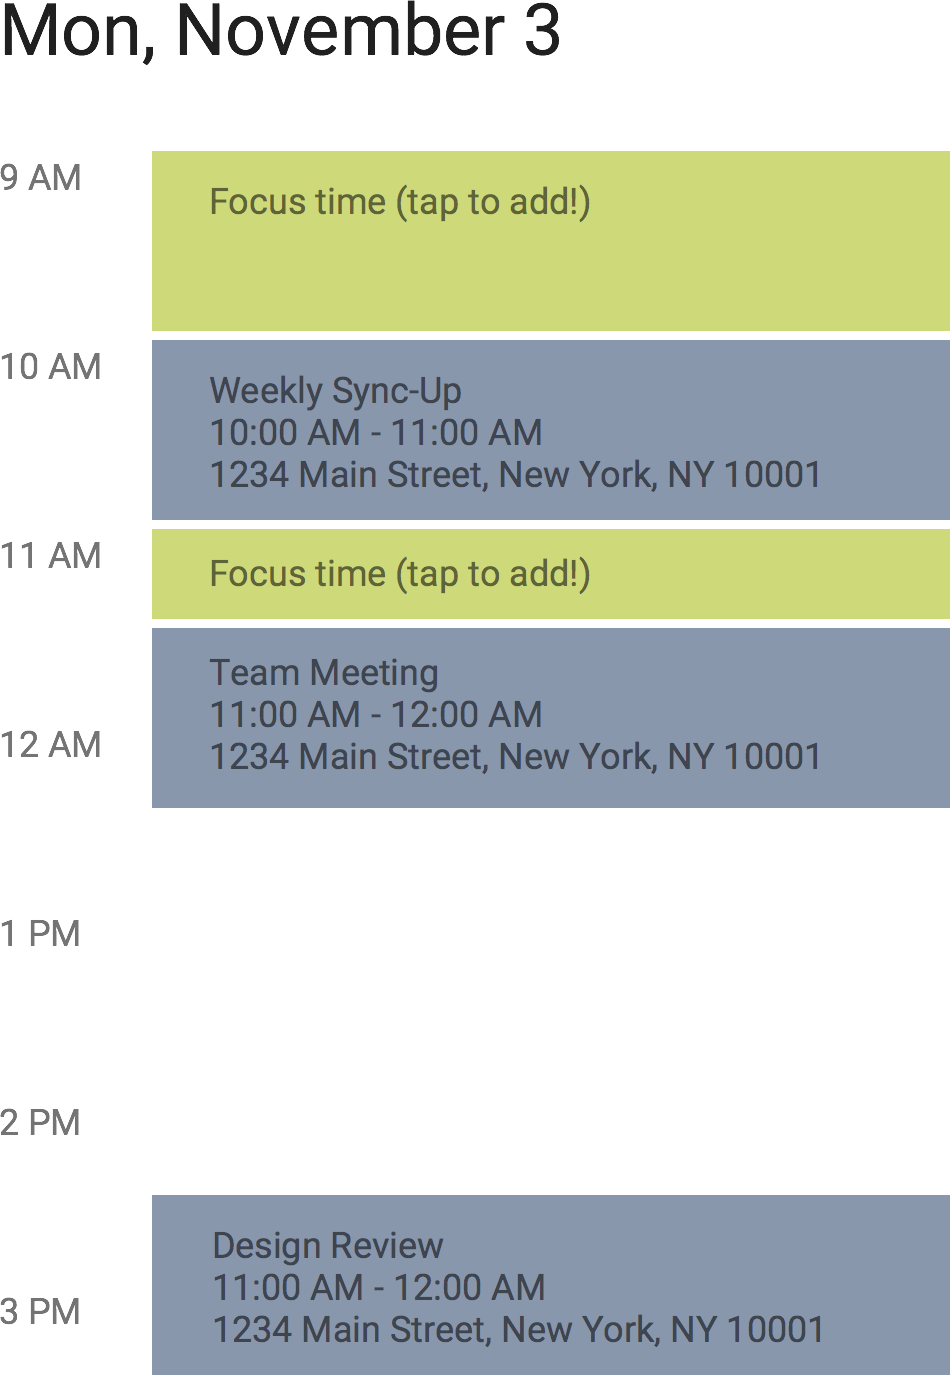 Mon, November 3
9 AM
Focus time (tap to add!)
10 AM
Weekly Sync-Up
10:00 AM - 11:00 AM
1234 Main Street, New York, NY 10001
11 AM
Focus time (tap to add!)
Team Meeting
11:00 AM - 12:00 AM
12 AM
1234 Main Street, New York, NY 10001
1 PM
2 PM
Design Review
11:00 AM - 12:00 AM
3 PM
1234 Main Street, New York, NY 10001